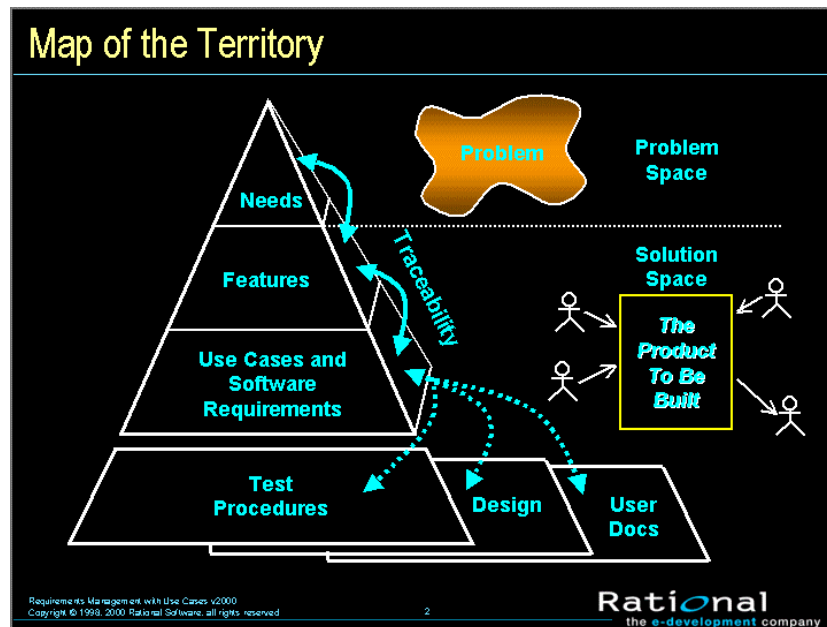 Map of the Territory
Problem
Problem
Space
Needs
Traceability
Features
Solution
Space
The
Product
To Be
Built
Use Cases and
Software
Requirements
Test
Procedures
Design
User
Docs
Requirements Management with Use Cases v2000
Copyright © 1998, 2000 Rational Software, all rights reserved
2
Rational
the e-development company